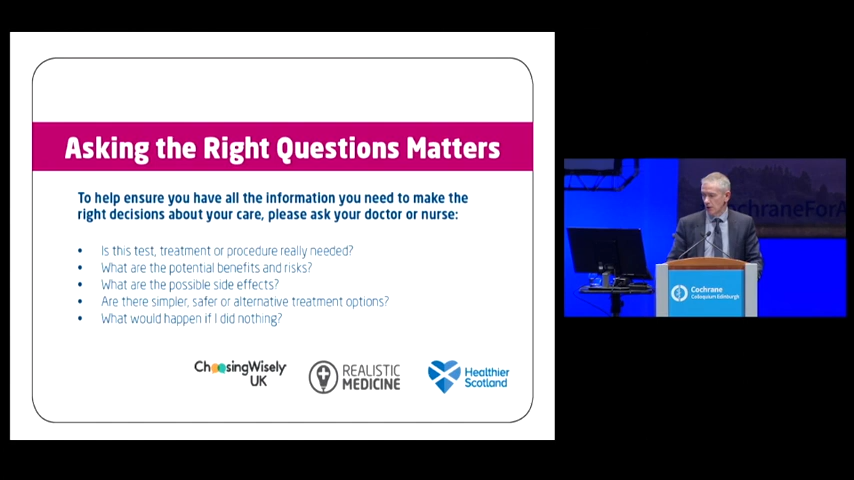 Asking the Right Questions Matters
To help ensure you have all the information you need to make the
right decisions about your care, please ask your doctor or nurse:
• Is this test, treatment or procedure really needed?
• What are the potential benefits and risks?
• What are the possible side effects?
• Are there simpler, safer or alternative treatment options?
• What would happen if I did nothing?
ChoosingWisely
UK
REALISTIC
MEDICINE
Healthier
Scotland
chraneForA
Cochrane
Colloquium Edinburgh